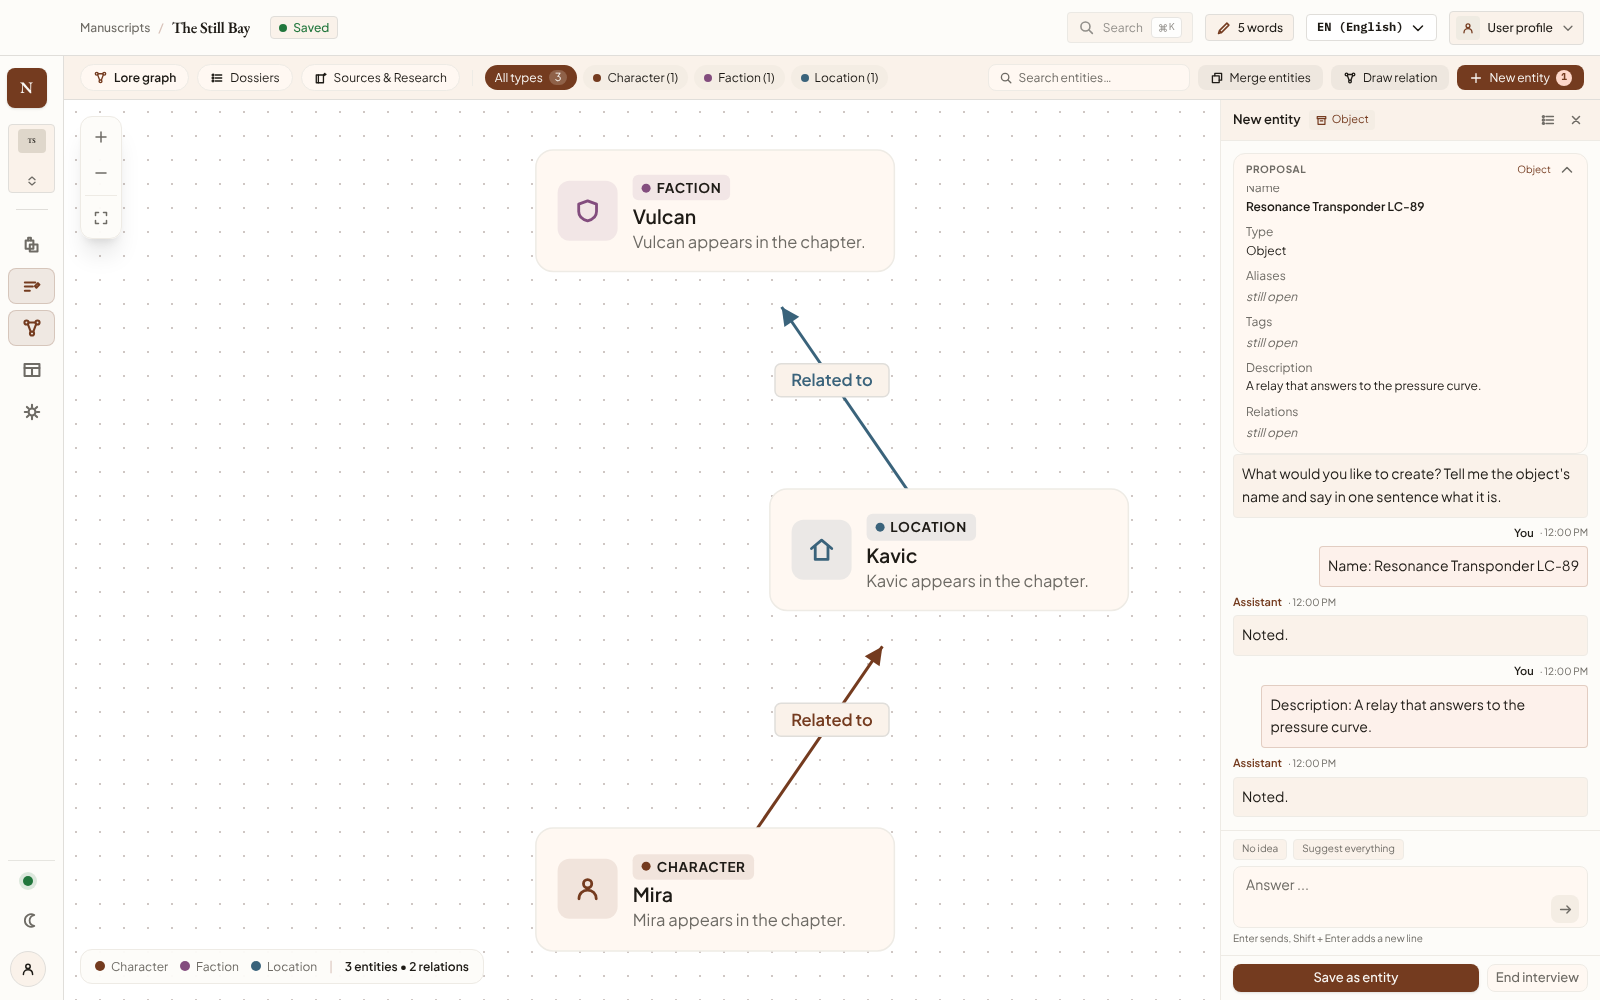 Manuscripts / The Still Bay
Saved
Search ⌘K
5 words
EN (English)
User profile
N
Lore graph
Dossiers
Sources & Research
All types 3
Character (1)
Faction (1)
Location (1)
Search entities...
Merge entities
Draw relation
New entity 1
TS
FACTION
Vulcan
Vulcan appears in the chapter.
Related to
LOCATION
Kavic
Kavic appears in the chapter.
Related to
CHARACTER
Mira
Mira appears in the chapter.
Character
Faction
Location
3 entities • 2 relations
New entity
Object
PROPOSAL
Object
Name
Resonance Transponder LC-89
Type
Object
Aliases
still open
Tags
still open
Description
A relay that answers to the pressure curve.
Relations
still open
What would you like to create? Tell me the object's
name and say in one sentence what it is.
You · 12:00 PM
Name: Resonance Transponder LC-89
Assistant · 12:00 PM
Noted.
You · 12:00 PM
Description: A relay that answers to the
pressure curve.
Assistant · 12:00 PM
Noted.
No idea
Suggest everything
Answer ...
Enter sends, Shift + Enter adds a new line
Save as entity
End interview